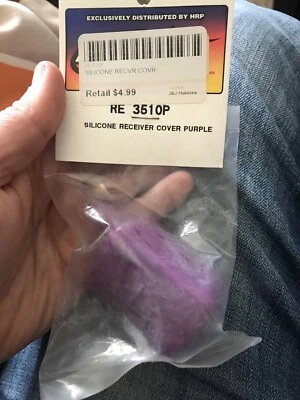 EXCLUSIVELY DISTRIBUTED BY HRP
SILICONE RECVR COVR
Retail $4.99
RE 3510P
SILICONE RECEIVER COVER PURPLE